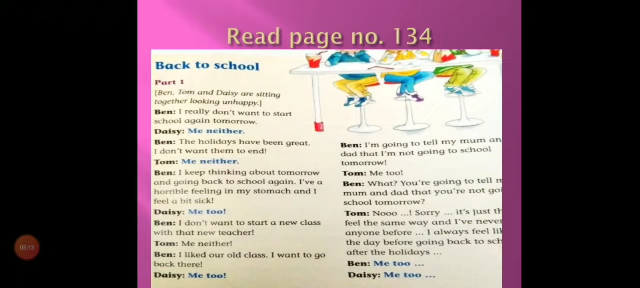 Read page no. 134
Back to school
Part 1
[Ben, Tom and Daisy are sitting
together looking unhappy.]
Ben: I really don't want to start
school again tomorrow.
Daisy: Me neither.
Ben: The holidays have been great.
I don't want them to end!
Tom: Me neither.
Ben: I keep thinking about tomorrow
and going back to school again. I've a
horrible feeling in my stomach and I
feel a bit sick!
Daisy: Me too!
Ben: I don't want to start a new class
with that new teacher!
Tom: Me neither!
Ben: I liked our old class. I want to go
back there!
Daisy: Me too!
Ben: I'm going to tell my mum an
dad that I'm not going to school
tomorrow!
Tom: Me too!
Ben: What? You're going to tell m
mum and dad that you're not go
school tomorrow?
Tom: Nooo ...! Sorry ... it's just th
feel the same way and I've never
anyone before ... I always feel lik
the day before going back to sch
after the holidays ...
Ben: Me too ...
Daisy: Me too ...